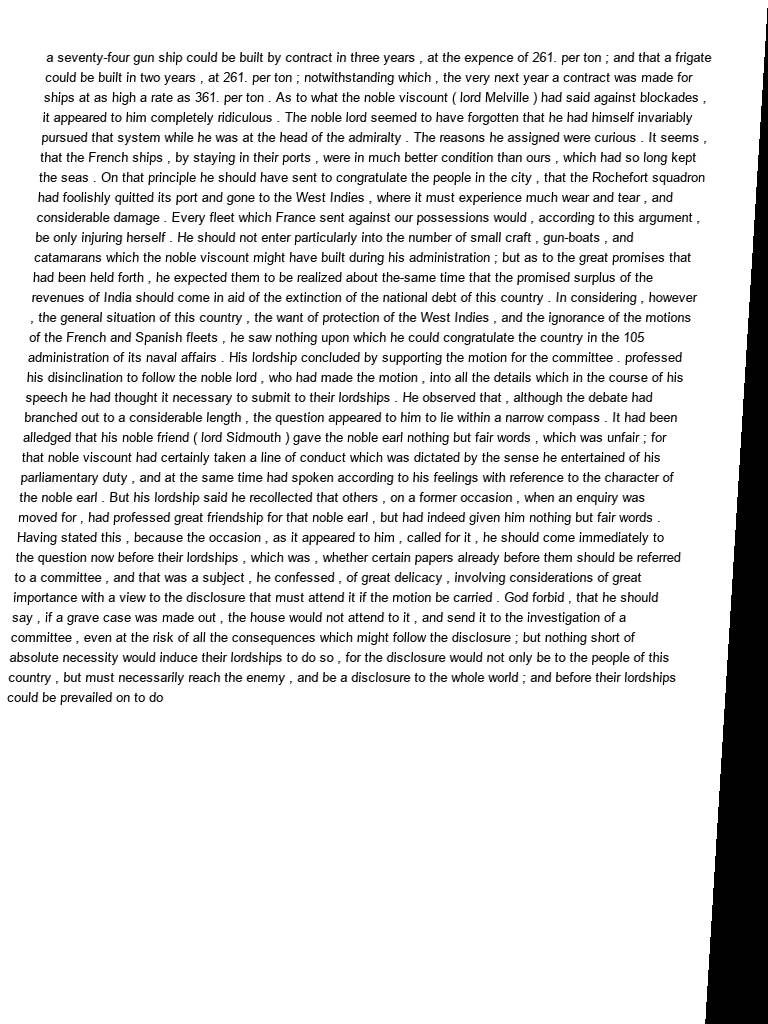 a seventy-four gun ship could be built by contract in three years , at the expence of 261. per ton ; and that a frigate
could be built in two years , at 261. per ton ; notwithstanding which , the very next year a contract was made for
ships at as high a rate as 361. per ton . As to what the noble viscount ( lord Melville ) had said against blockades ,
it appeared to him completely ridiculous . The noble lord seemed to have forgotten that he had himself invariably
pursued that system while he was at the head of the admiralty . The reasons he assigned were curious . It seems ,
that the French ships , by staying in their ports , were in much better condition than ours , which had so long kept
the seas . On that principle he should have sent to congratulate the people in the city , that the Rochefort squadron
had foolishly quitted its port and gone to the West Indies , where it must experience much wear and tear , and
considerable damage . Every fleet which France sent against our possessions would , according to this argument ,
be only injuring herself . He should not enter particularly into the number of small craft , gun-boats , and
catamarans which the noble viscount might have built during his administration ; but as to the great promises that
had been held forth , he expected them to be realized about the-same time that the promised surplus of the
revenues of India should come in aid of the extinction of the national debt of this country . In considering , however
, the general situation of this country , the want of protection of the West Indies , and the ignorance of the motions
of the French and Spanish fleets , he saw nothing upon which he could congratulate the country in the 105
administration of its naval affairs . His lordship concluded by supporting the motion for the committee . professed
his disinclination to follow the noble lord , who had made the motion , into all the details which in the course of his
speech he had thought it necessary to submit to their lordships . He observed that , although the debate had
branched out to a considerable length , the question appeared to him to lie within a narrow compass . It had been
alledged that his noble friend ( lord Sidmouth ) gave the noble earl nothing but fair words , which was unfair ; for
that noble viscount had certainly taken a line of conduct which was dictated by the sense he entertained of his
parliamentary duty , and at the same time had spoken according to his feelings with reference to the character of
the noble earl . But his lordship said he recollected that others , on a former occasion , when an enquiry was
moved for , had professed great friendship for that noble earl , but had indeed given him nothing but fair words .
Having stated this , because the occasion , as it appeared to him , called for it , he should come immediately to
the question now before their lordships , which was , whether certain papers already before them should be referred
to a committee , and that was a subject , he confessed , of great delicacy , involving considerations of great
importance with a view to the disclosure that must attend it if the motion be carried . God forbid , that he should
say , if a grave case was made out , the house would not attend to it , and send it to the investigation of a
committee , even at the risk of all the consequences which might follow the disclosure ; but nothing short of
absolute necessity would induce their lordships to do so , for the disclosure would not only be to the people of this
country , but must necessarily reach the enemy , and be a disclosure to the whole world ; and before their lordships
could be prevailed on to do